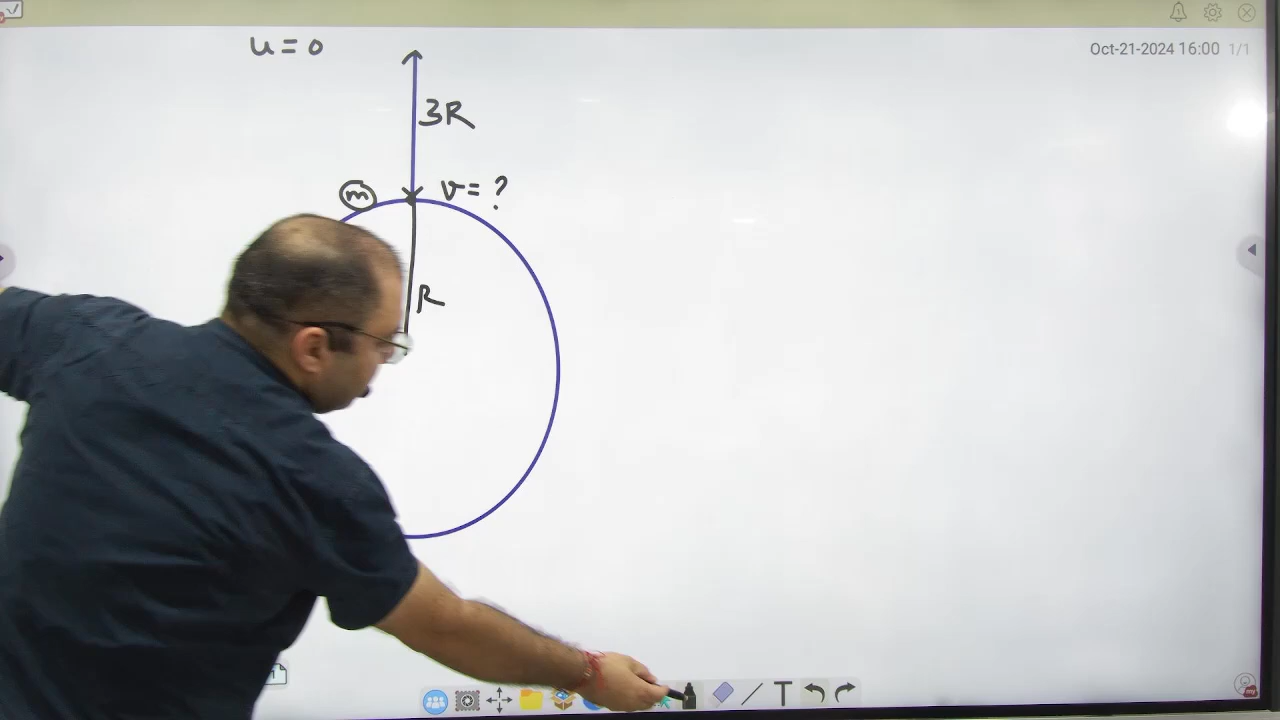 u = 0
Oct-21-2024 16:00 1/1
3R
m v = ?
R
T